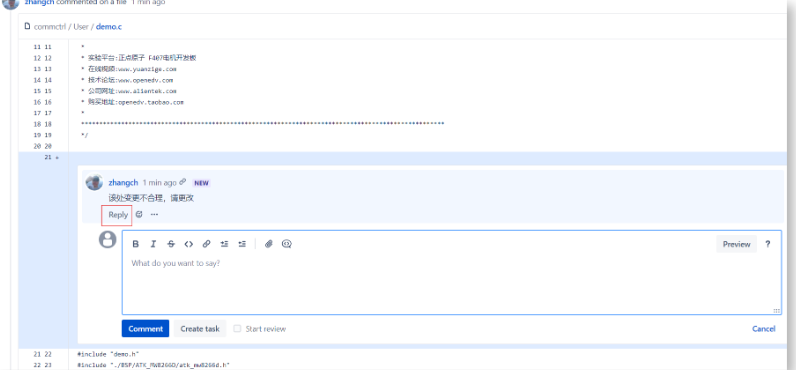 zhangch commented on a file 1 min ago
commctrl / User / demo.c
11 11 *
12 12 * 实验平台:正点原子 F407电机开发板
13 13 * 在线视频:www.yuanzige.com
14 14 * 技术论坛:www.openedv.com
15 15 * 公司网址:www.alientek.com
16 16 * 购买地址:openedv.taobao.com
17 17 *
18 18 ****************************************************************************************************
19 19 */
20 20
21 +
zhangch 1 min ago NEW
该处变更不合理，请更改
Reply ...
B I S <> Preview ?
What do you want to say?
Comment Create task Start review Cancel
21 22 #include "demo.h"
22 23 #include "./BSP/ATK_MW8266D/atk_mw8266d.h"